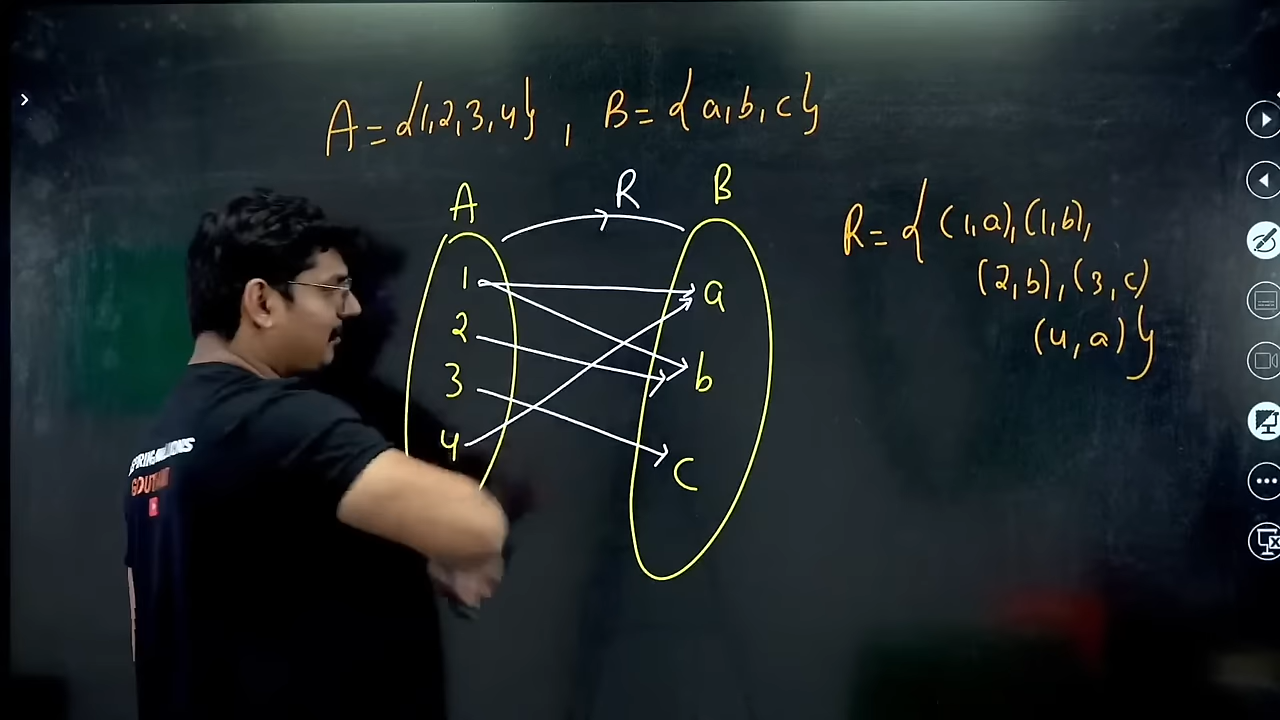 A = {1,2,3,4} , B = {a,b,c}
A
R
B
1
2
3
4
a
b
c
R = { (1,a),(1,b),
(2,b),(3,c)
(4,a) }